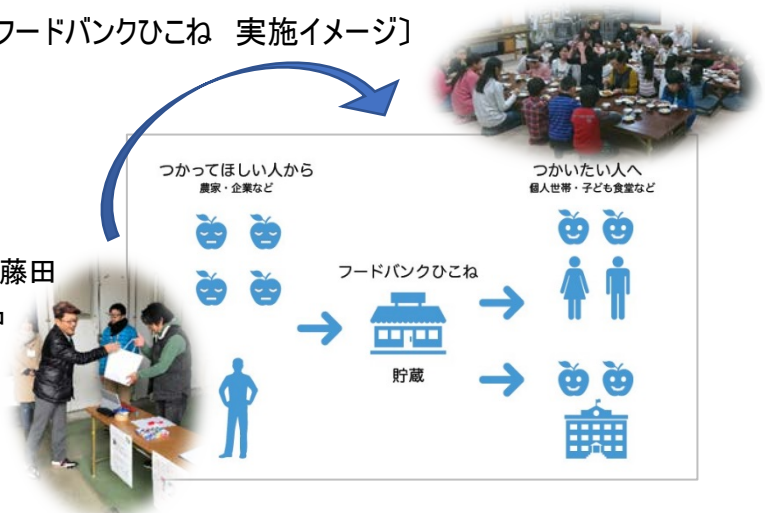 フードバンクひこね 実施イメージ〕
つかってほしい人から
農家・企業など
つかいたい人へ
個人世帯・子ども食堂など
藤田
フードバンクひこね
貯蔵